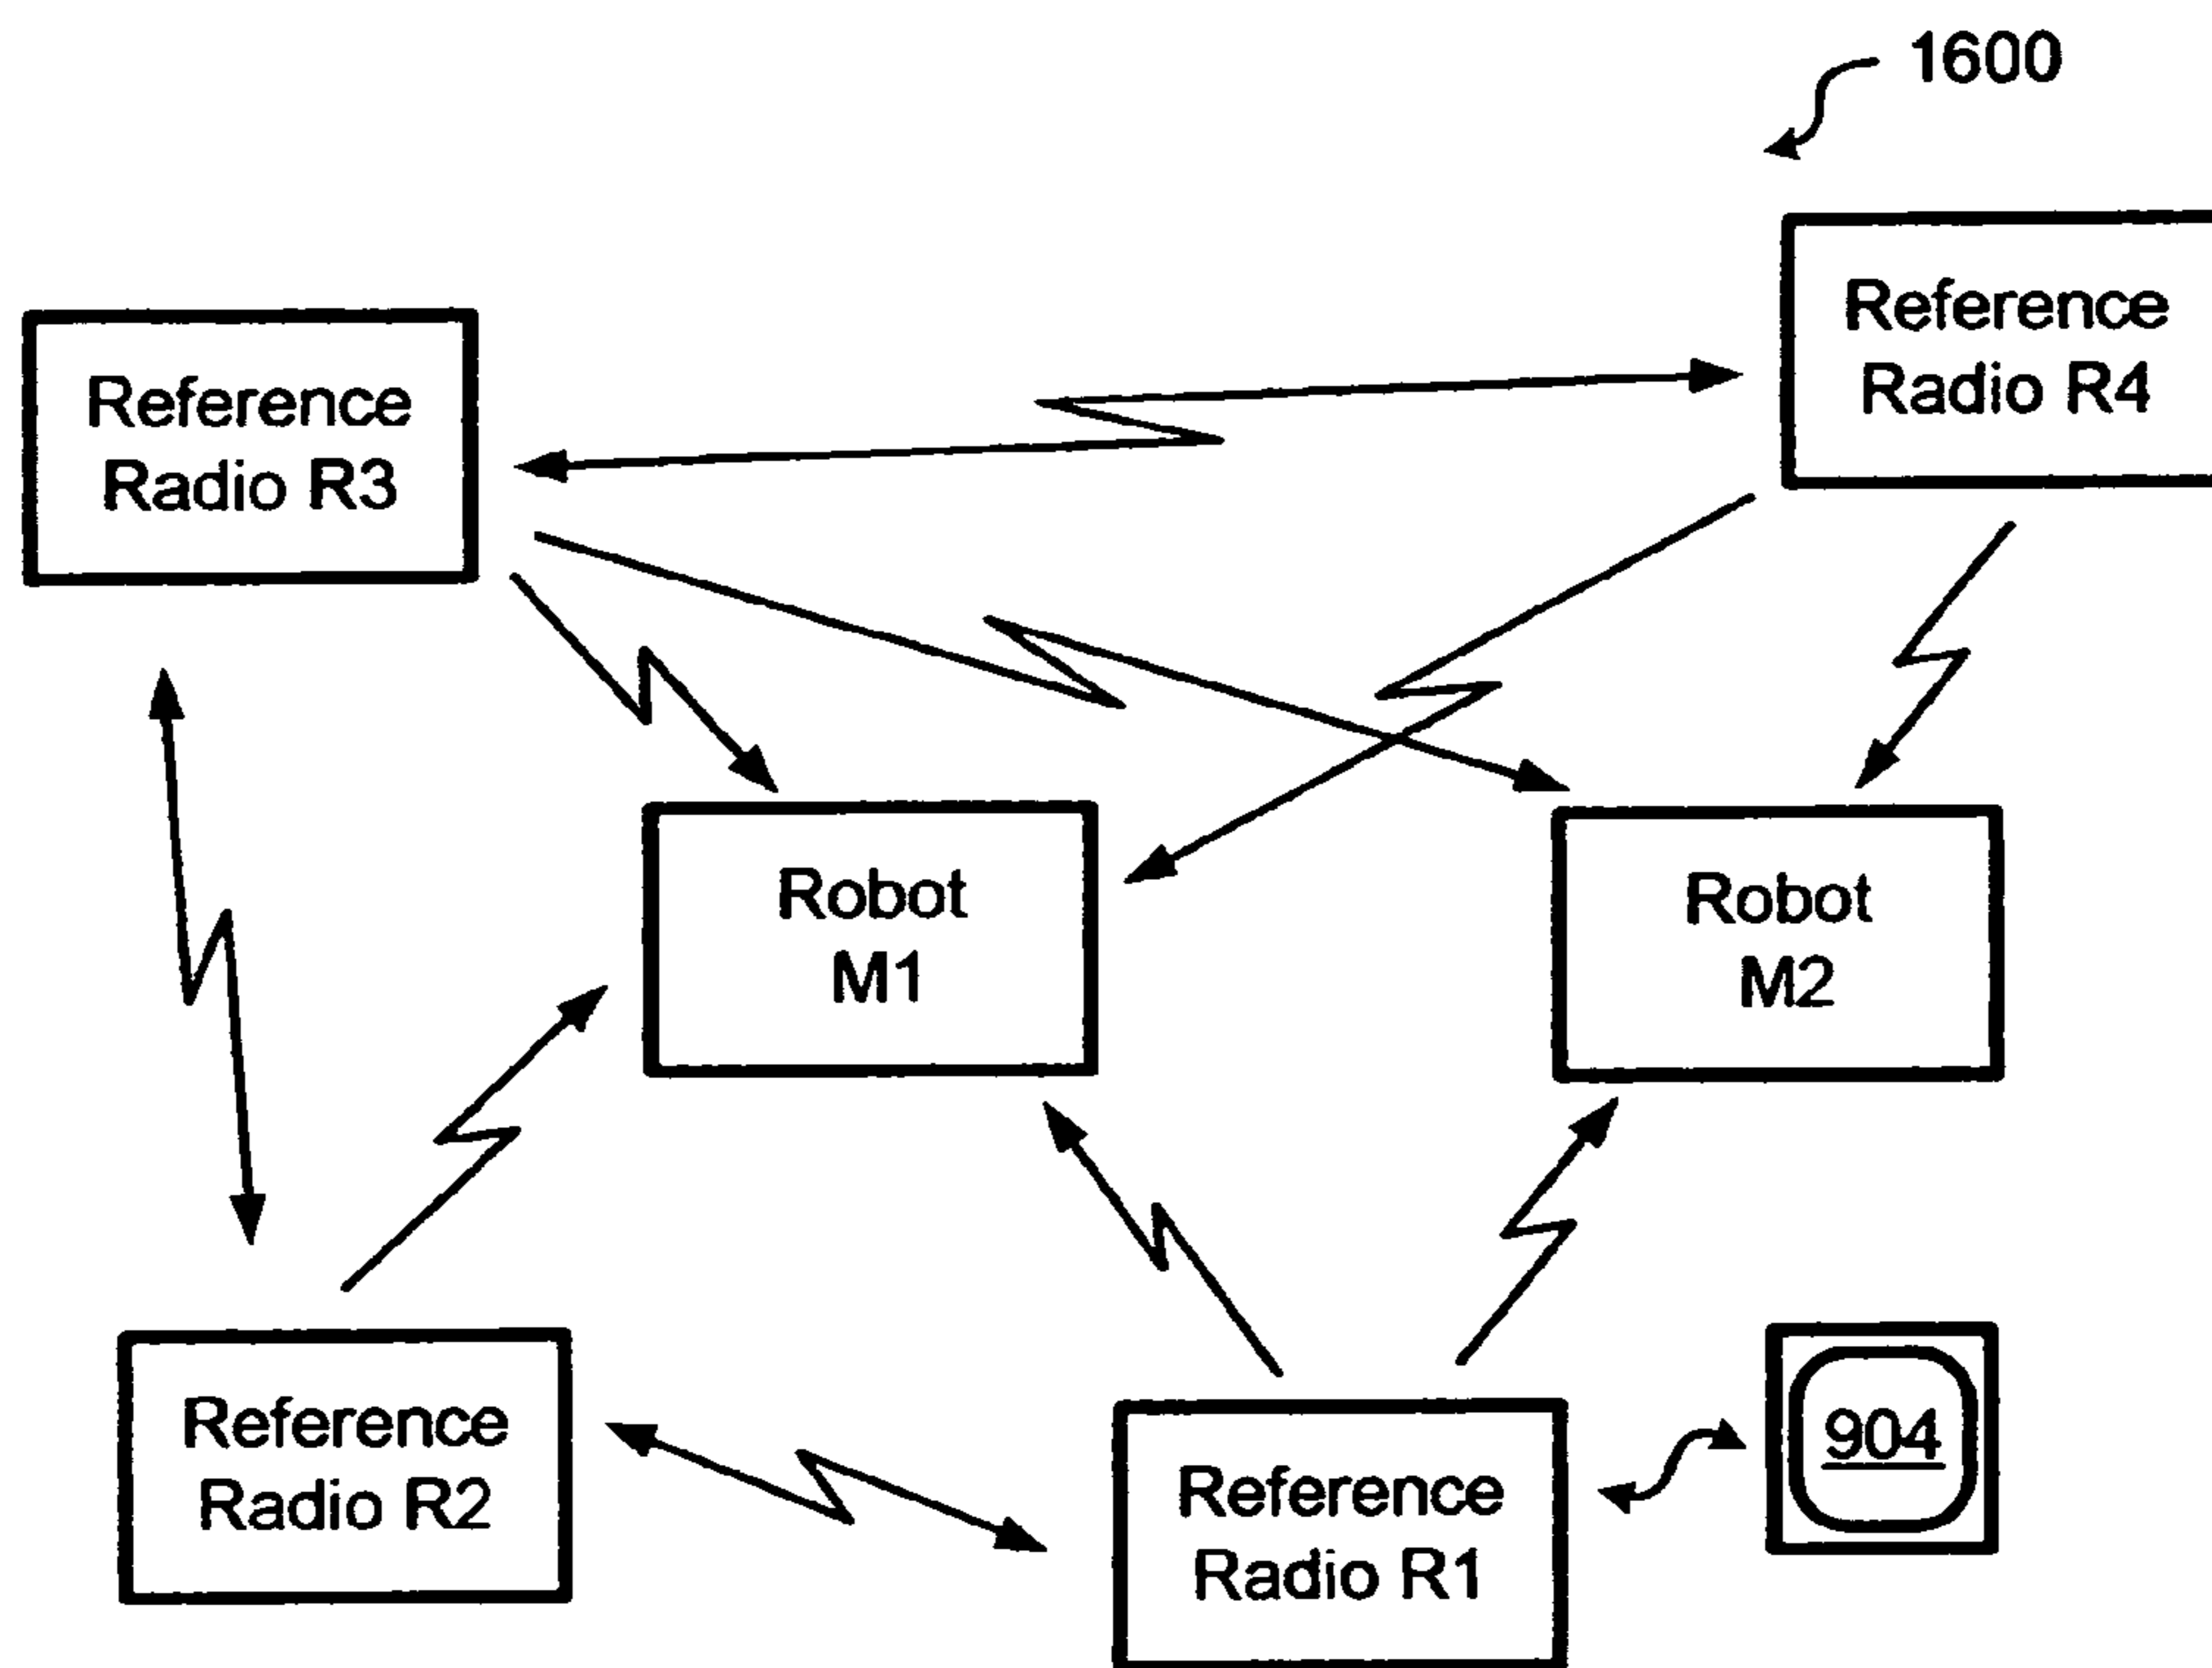 1600
Reference
Radio R4
Reference
Radio R3
Robot
M1
Robot
M2
Reference
Radio R2
Reference
Radio R1
904